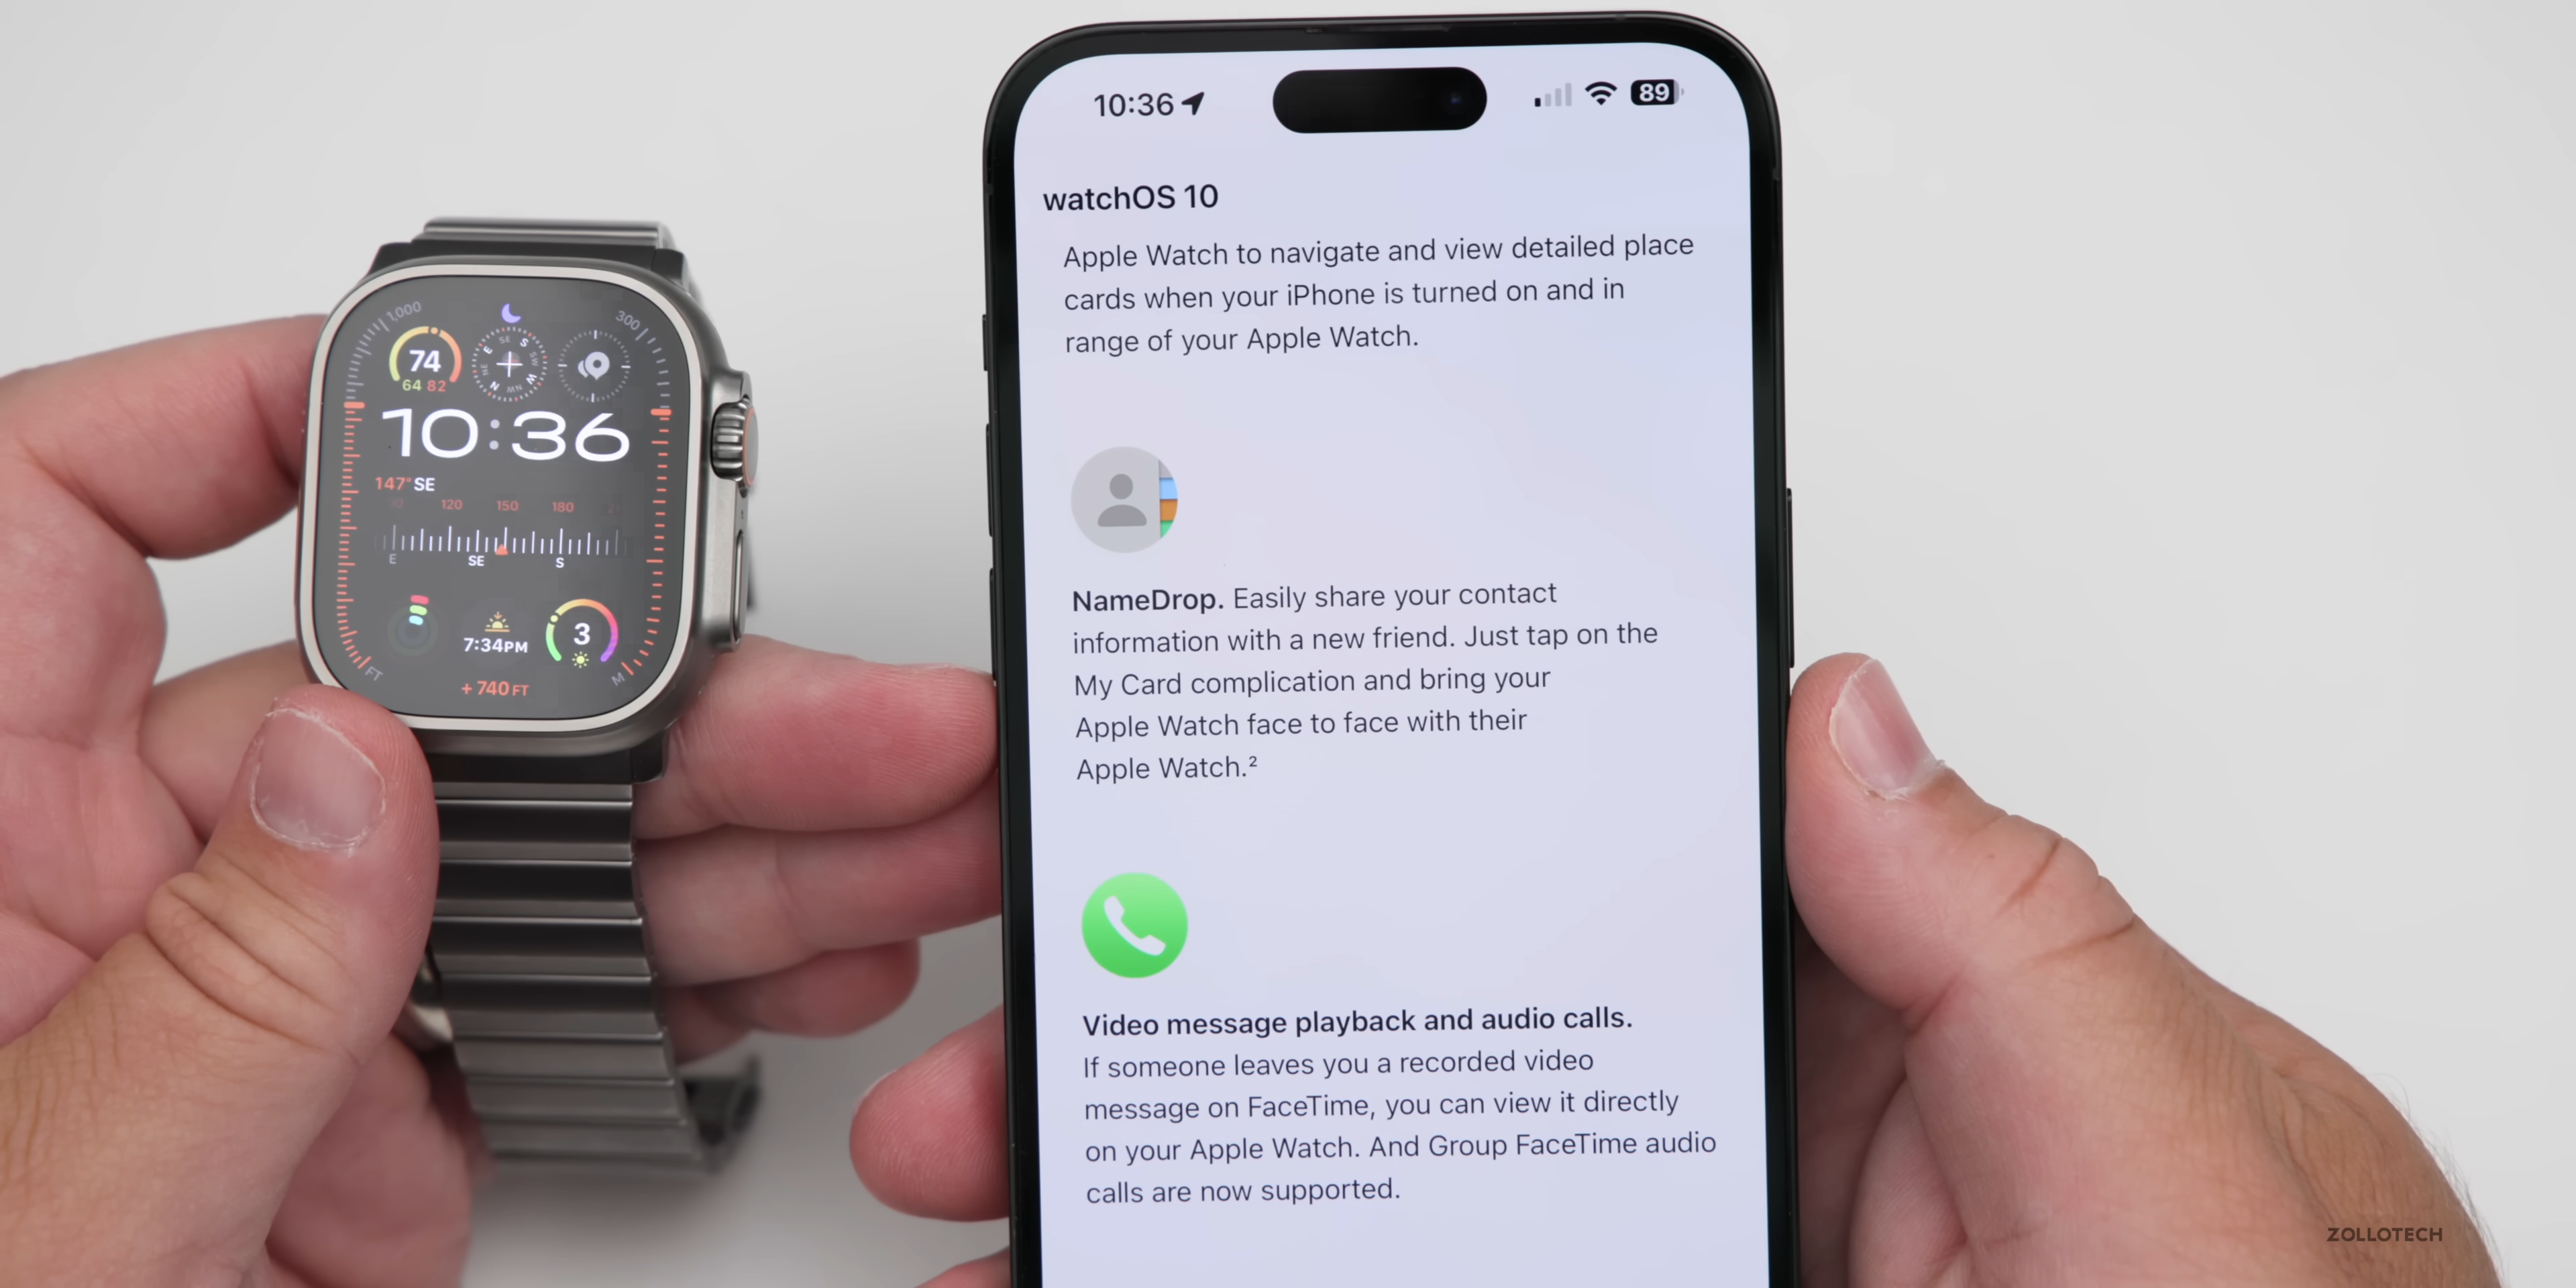 1,000
300
74
64 82
SE S SW
E W
NE N NW
10:36
147° SE
120 150 180
E SE S
7:34PM
3
FT
M
+740 FT
10:36
89
watchOS 10
Apple Watch to navigate and view detailed place
cards when your iPhone is turned on and in
range of your Apple Watch.
NameDrop. Easily share your contact
information with a new friend. Just tap on the
My Card complication and bring your
Apple Watch face to face with their
Apple Watch.²
Video message playback and audio calls.
If someone leaves you a recorded video
message on FaceTime, you can view it directly
on your Apple Watch. And Group FaceTime audio
calls are now supported.
ZOLLOTECH